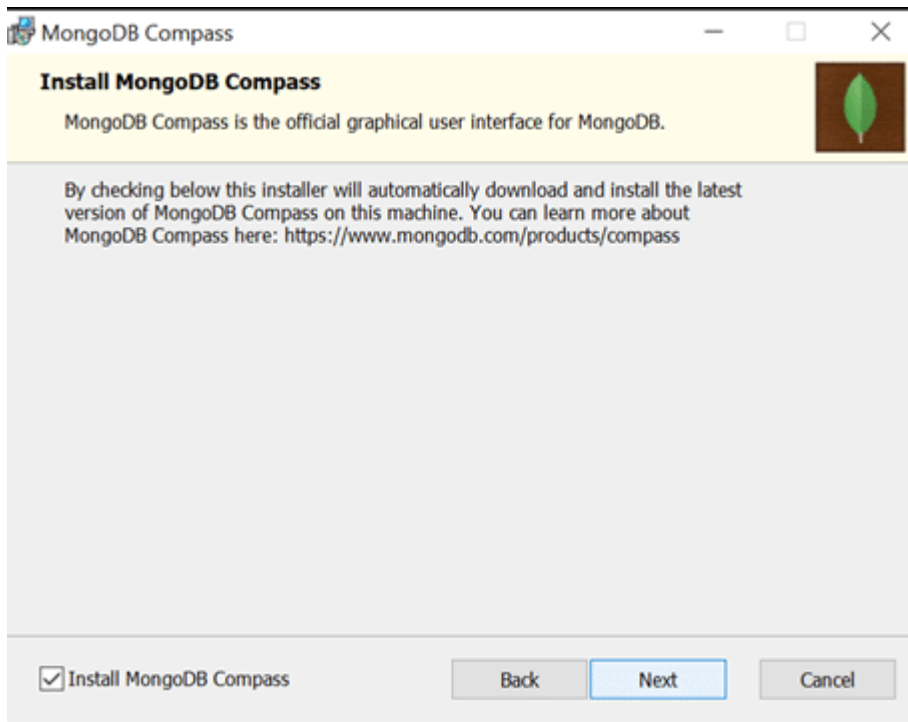 MongoDB Compass
Install MongoDB Compass
MongoDB Compass is the official graphical user interface for MongoDB.
By checking below this installer will automatically download and install the latest
version of MongoDB Compass on this machine. You can learn more about
MongoDB Compass here: https://www.mongodb.com/products/compass
Install MongoDB Compass
Back
Next
Cancel